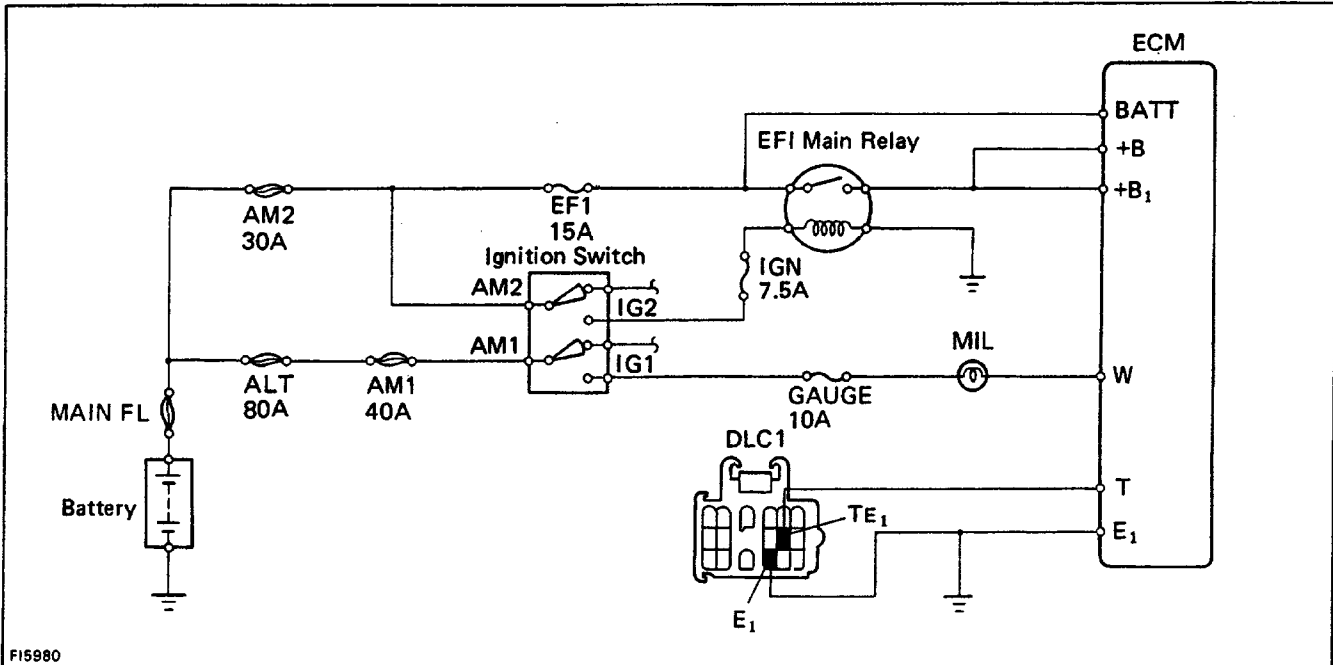 ECM
BATT
EFI Main Relay
+B
+B₁
AM2
30A
EF1
15A
Ignition Switch
IGN
7.5A
AM2
IG2
AM1
IG1
MIL
W
ALT
80A
AM1
40A
GAUGE
10A
MAIN FL
DLC1
Battery
T
TE₁
E₁
E₁
FI5980